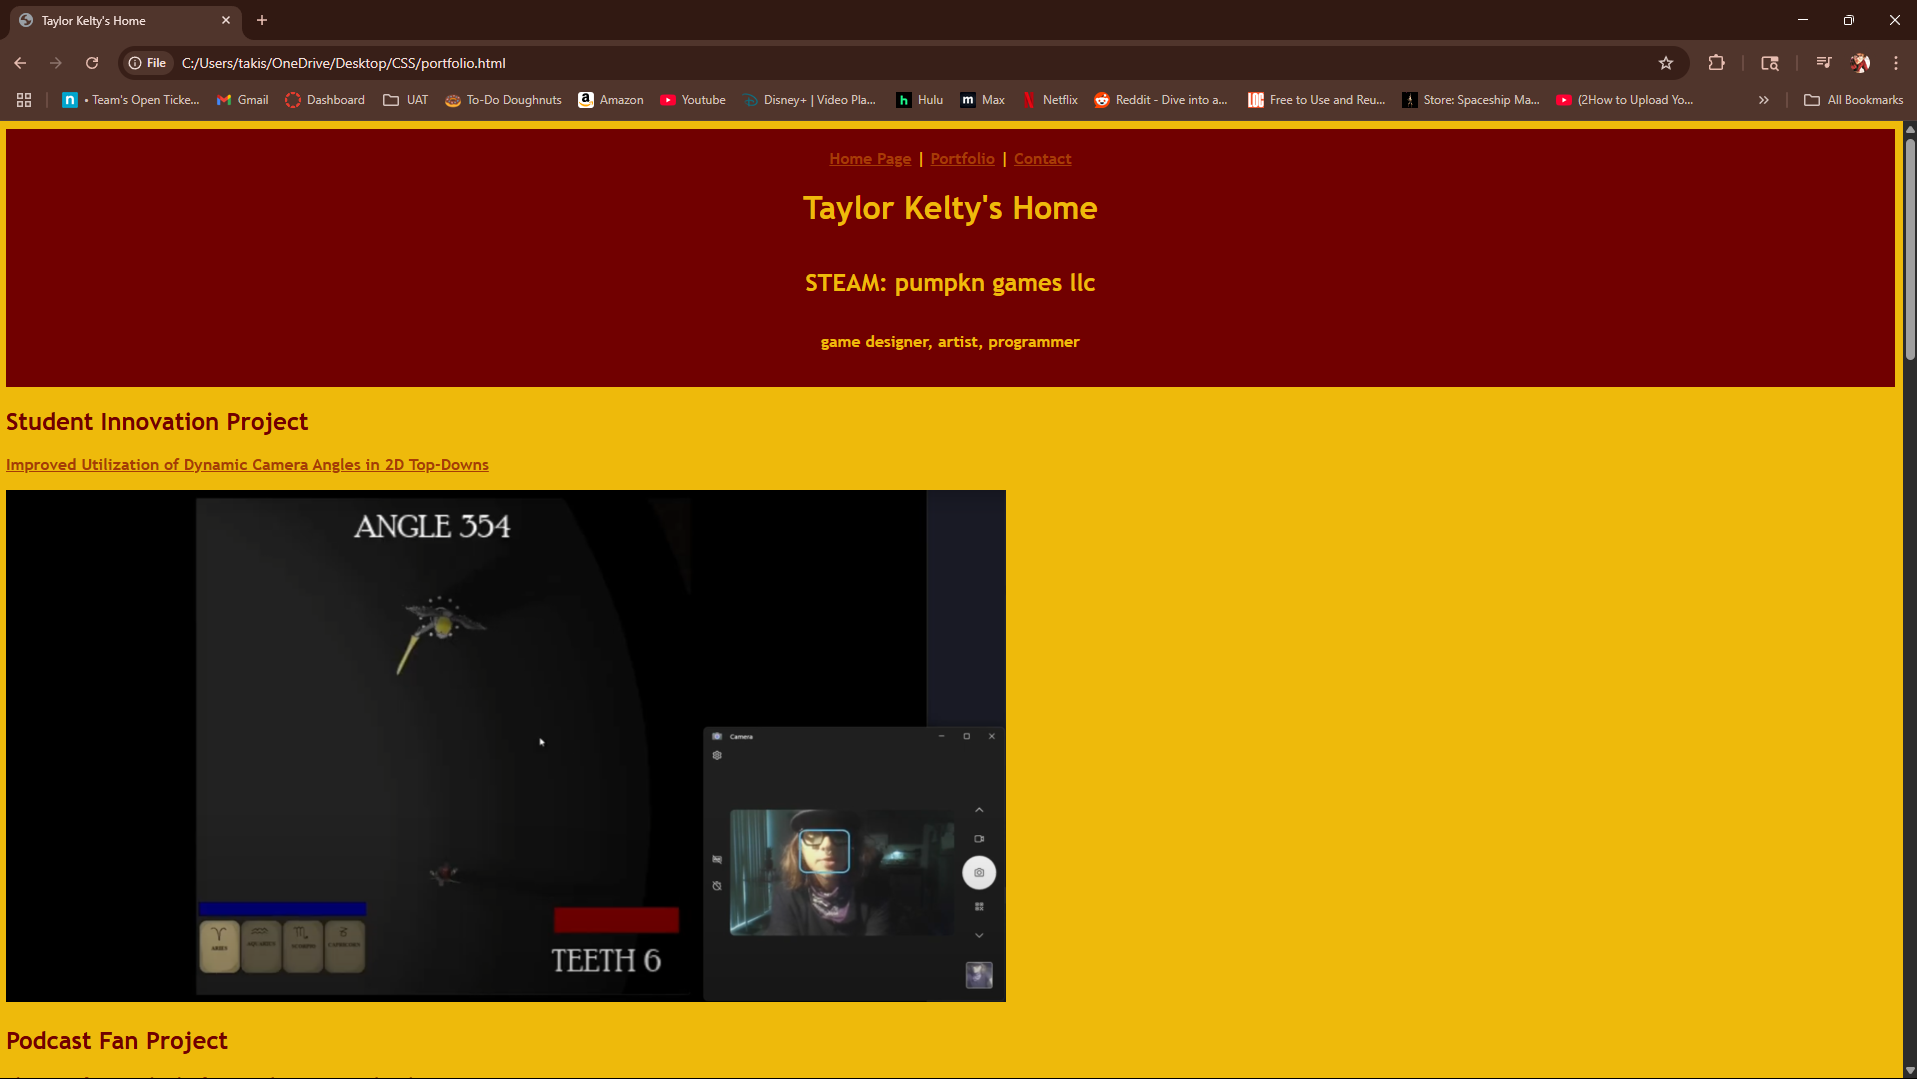 Taylor Kelty's Home
File
C:/Users/takis/OneDrive/Desktop/CSS/portfolio.html
• Team's Open Ticke...
Gmail
Dashboard
UAT
To-Do Doughnuts
Amazon
Youtube
Disney+ | Video Pla...
Hulu
Max
Netflix
Reddit - Dive into a...
Free to Use and Reu...
Store: Spaceship Ma...
(2How to Upload Yo...
All Bookmarks
Home Page | Portfolio | Contact
Taylor Kelty's Home
STEAM: pumpkn games llc
game designer, artist, programmer
Student Innovation Project
Improved Utilization of Dynamic Camera Angles in 2D Top-Downs
ANGLE 354
Camera
ARIES
AQUARIUS
SCORPIO
CAPRICORN
TEETH 6
Podcast Fan Project